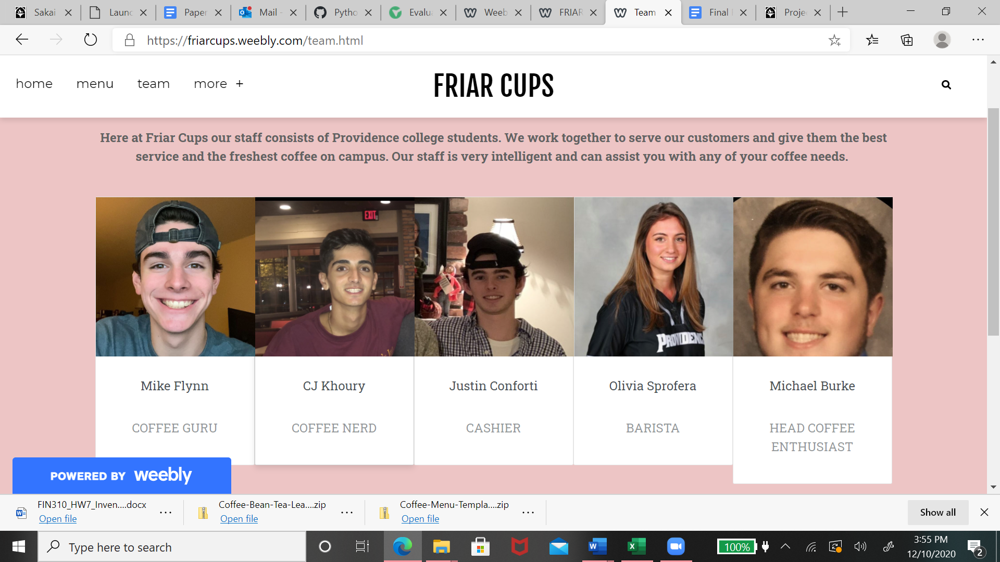 Sakai
Laun
Paper
Mail -
Pytho
Evalu
Weeb
FRIAR
Team
Final
Proje
https://friarcups.weebly.com/team.html
home
menu
team
more +
FRIAR CUPS
Here at Friar Cups our staff consists of Providence college students. We work together to serve our customers and give them the best
service and the freshest coffee on campus. Our staff is very intelligent and can assist you with any of your coffee needs.
EXIT
PROVIDENC
Mike Flynn
CJ Khoury
Justin Conforti
Olivia Sprofera
Michael Burke
COFFEE GURU
COFFEE NERD
CASHIER
BARISTA
HEAD COFFEE
ENTHUSIAST
POWERED BY weebly
FIN310_HW7_Inven....docx
Open file
Coffee-Bean-Tea-Lea....zip
Open file
Coffee-Menu-Templa....zip
Open file
Show all
Type here to search
100%
3:55 PM
12/10/2020
2